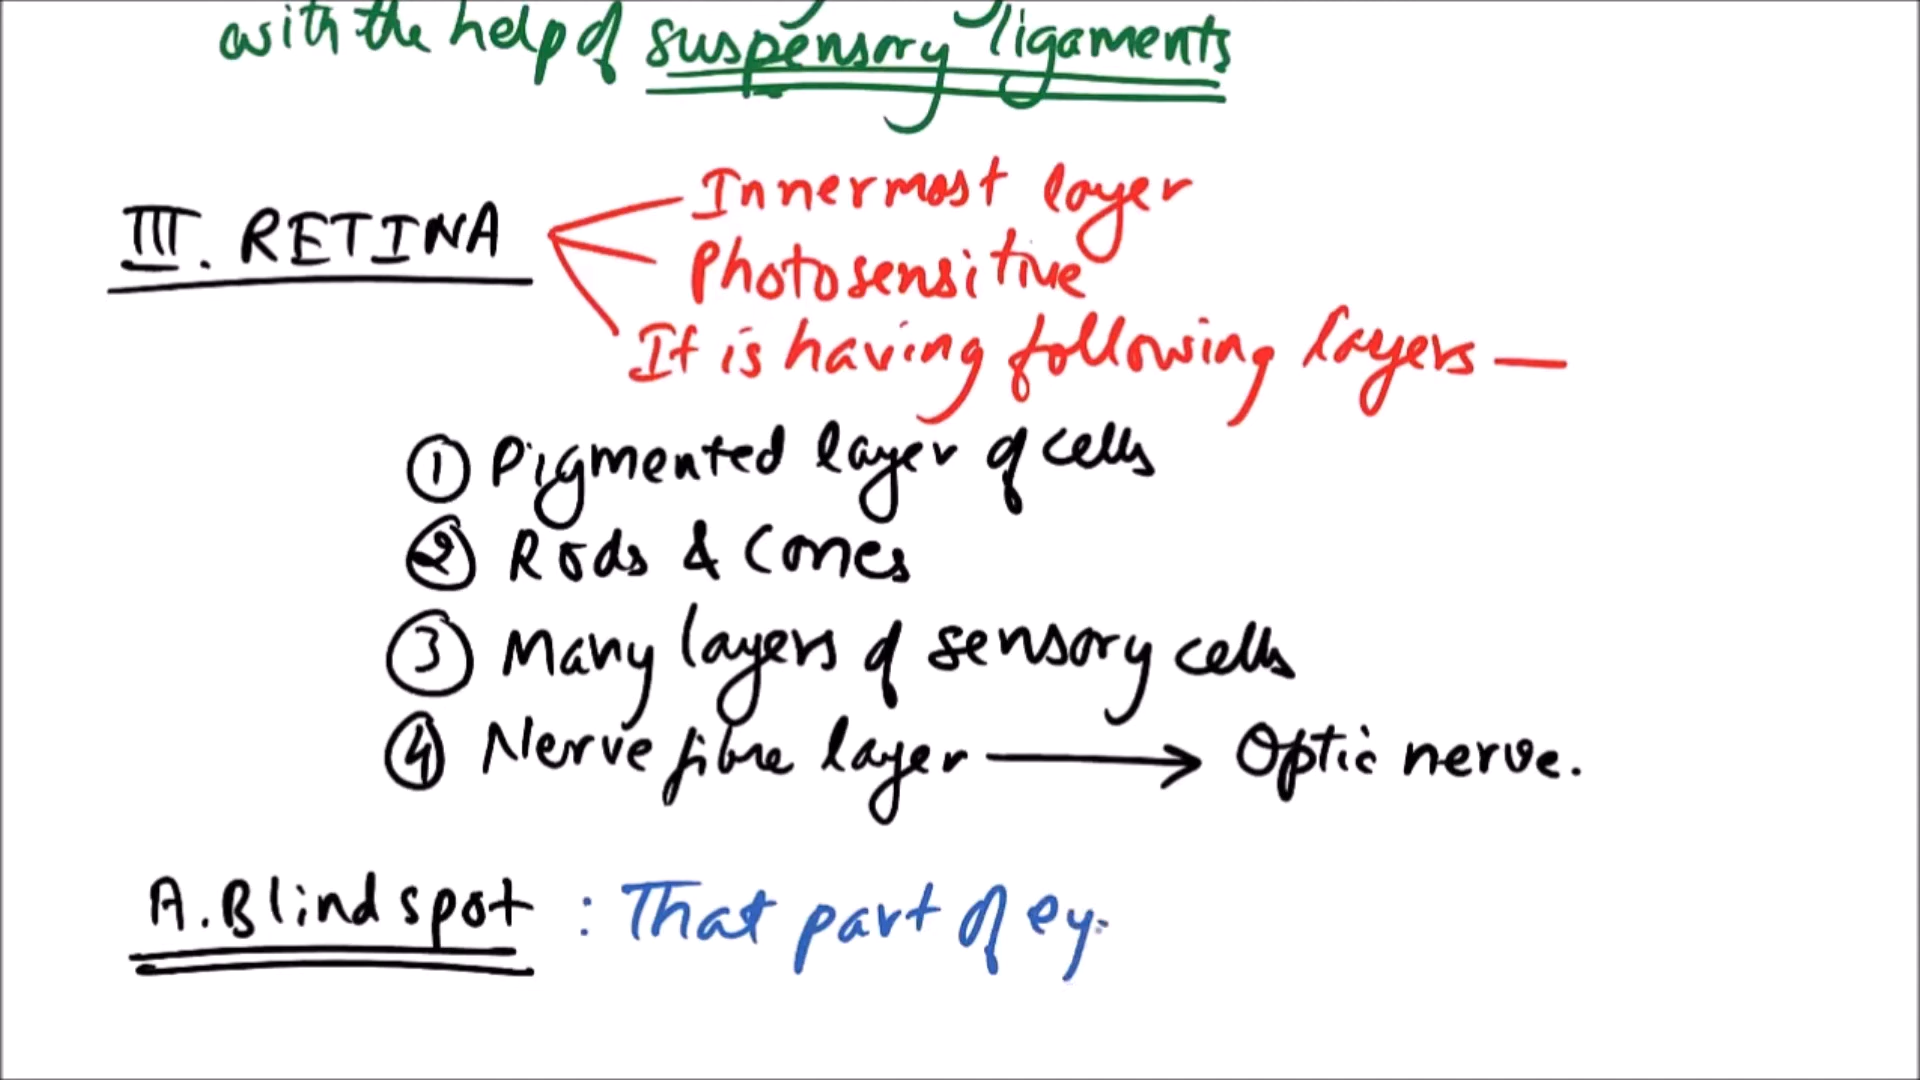 with the help of suspensory ligaments
III. RETINA
Innermost layer
Photosensitive
It is having following layers —
① Pigmented layer of cells
② Rods & Cones
③ Many layers of sensory cells
④ Nerve fibre layer → Optic nerve.
A. Blind spot : That part of ey